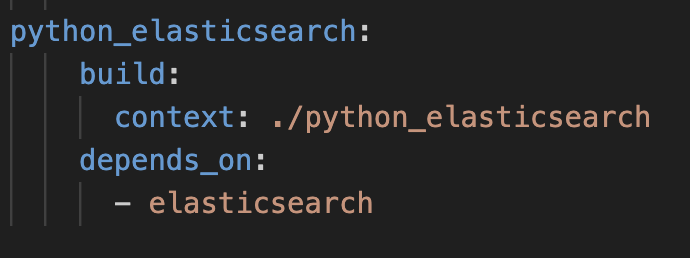 python_elasticsearch:
build:
context: ./python_elasticsearch
depends_on:
- elasticsearch